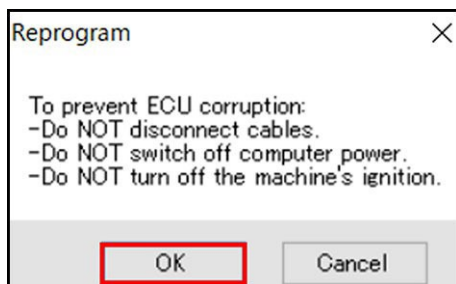 Reprogram
To prevent ECU corruption:
-Do NOT disconnect cables.
-Do NOT switch off computer power.
-Do NOT turn off the machine's ignition.
OK
Cancel